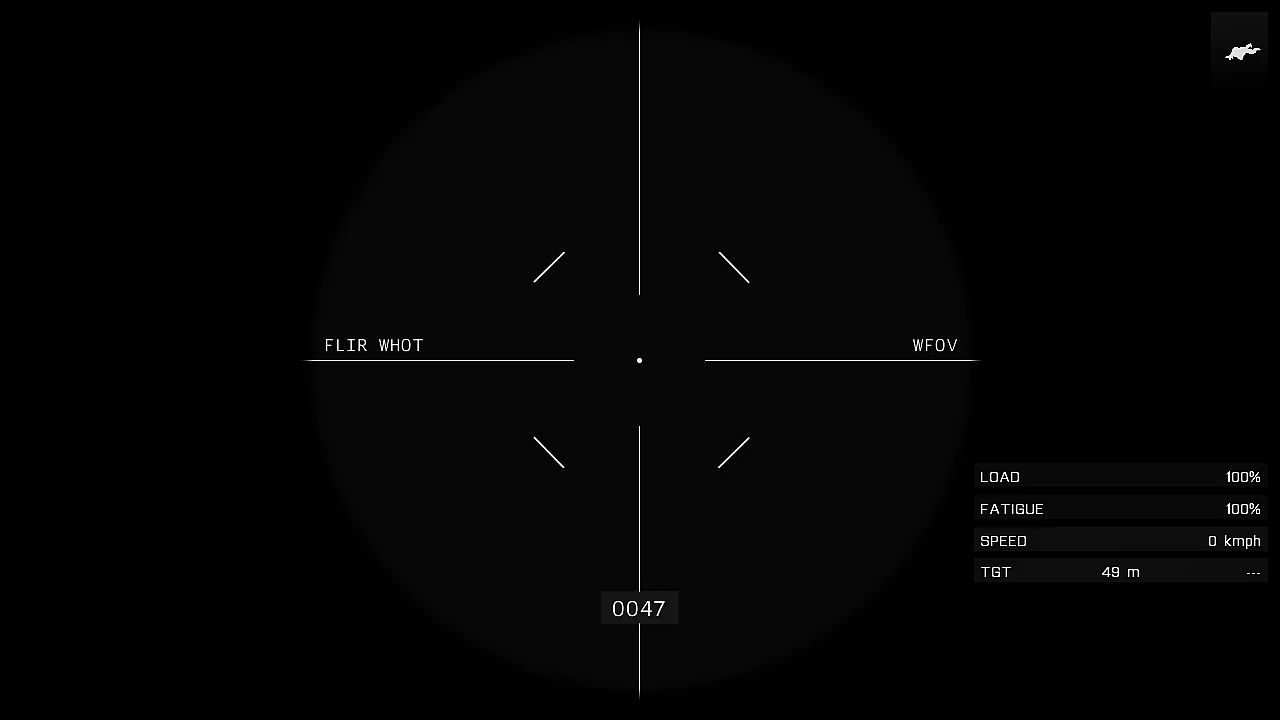 FLIR WHOT
WFOV
LOAD 100%
FATIGUE 100%
SPEED 0 kmph
TGT 49 m ---
0047